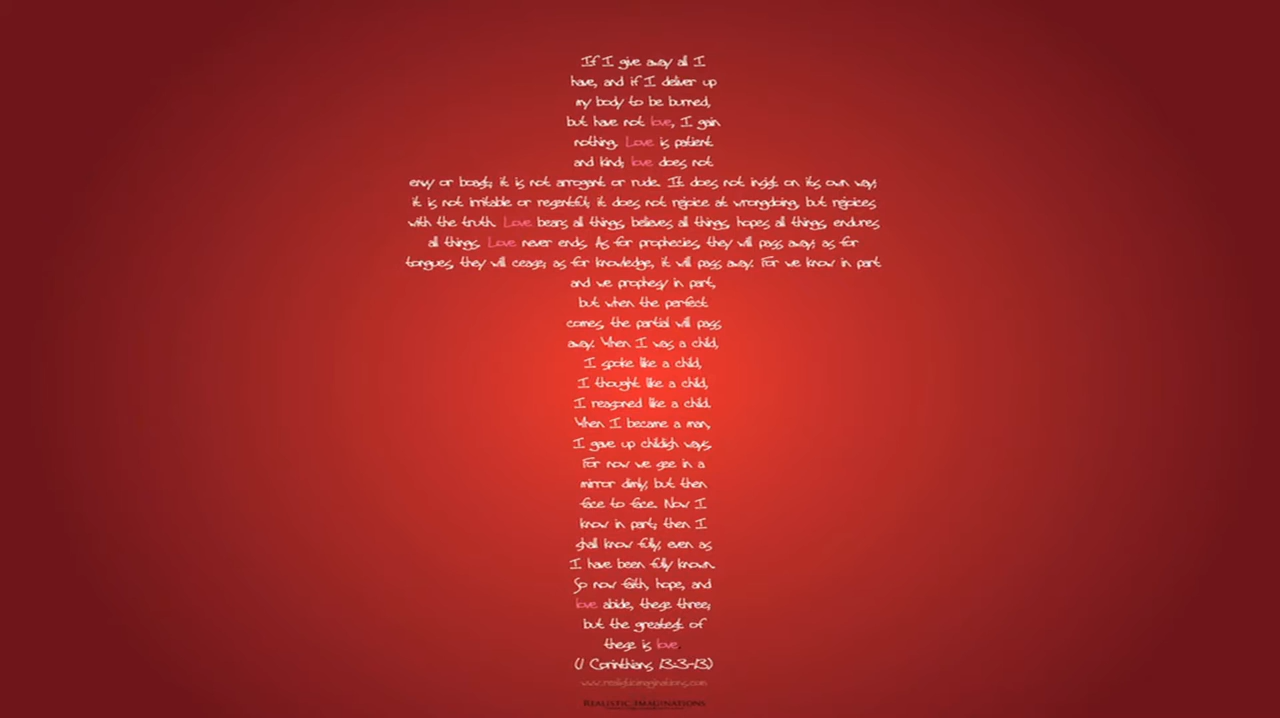 If I give away all I
have, and if I deliver up
my body to be burned,
but have not love, I gain
nothing. Love is patient
and kind; love does not
envy or boast; it is not arrogant or rude. It does not insist on its own way;
it is not irritable or resentful; it does not rejoice at wrongdoing, but rejoices
with the truth. Love bears all things, believes all things, hopes all things, endures
all things. Love never ends. As for prophecies, they will pass away; as for
tongues, they will cease; as for knowledge, it will pass away. For we know in part
and we prophesy in part,
but when the perfect
comes, the partial will pass
away. When I was a child,
I spoke like a child,
I thought like a child,
I reasoned like a child.
When I became a man,
I gave up childish ways.
For now we see in a
mirror dimly, but then
face to face. Now I
know in part; then I
shall know fully, even as
I have been fully known.
So now faith, hope, and
love abide, these three;
but the greatest of
these is love.
(1 Corinthians 13:3-13)
www.realisticimaginations.com
REALISTIC IMAGINATIONS